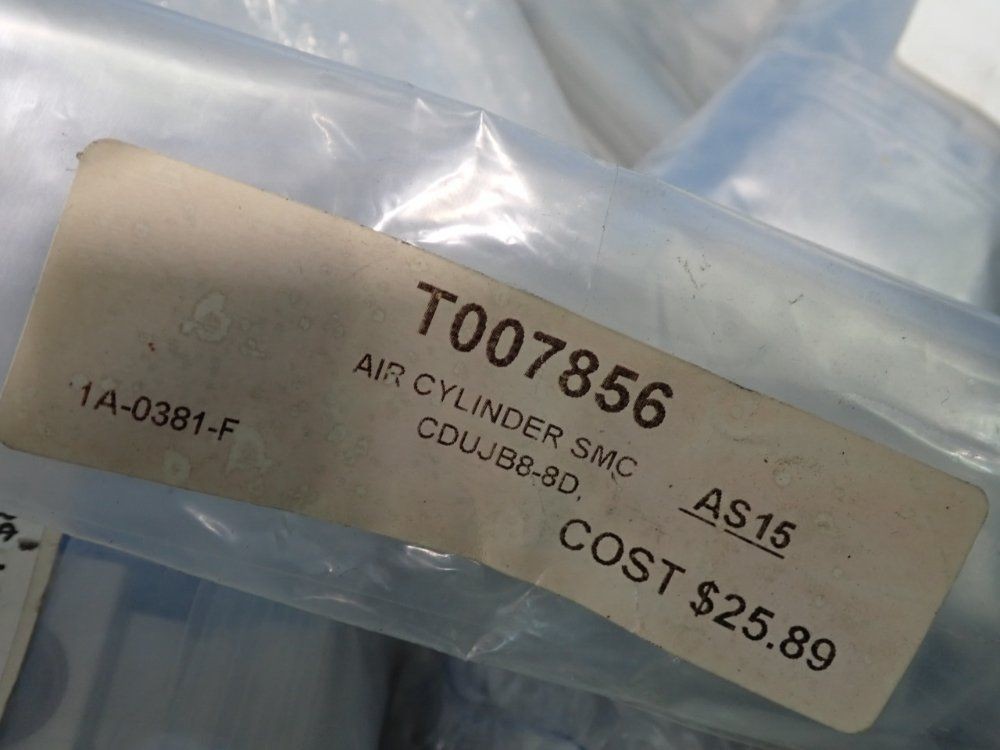 T007856
AIR CYLINDER SMC
CDUJB8-8D,
1A-0381-F
AS15
COST $25.89